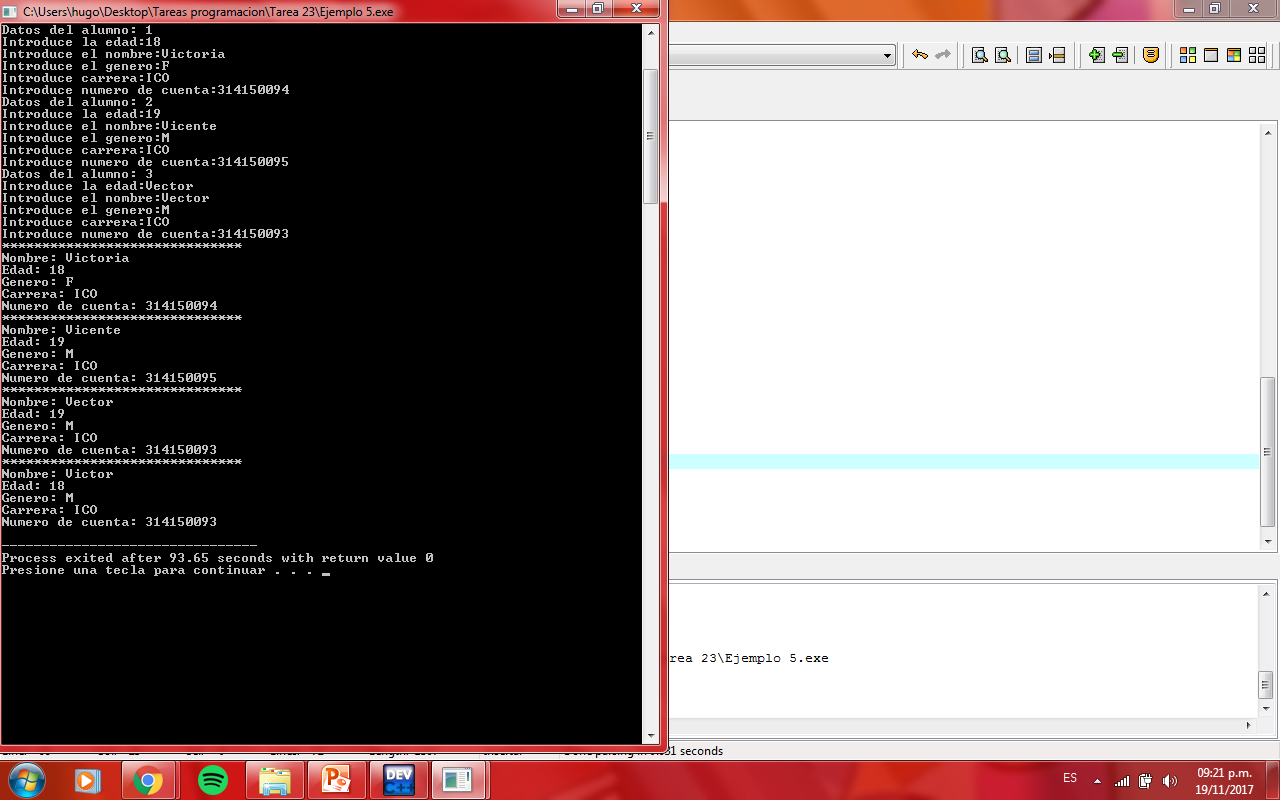 C:\Users\hugo\Desktop\Tareas programacion\Tarea 23\Ejemplo 5.exe
Datos del alumno: 1
Introduce la edad:18
Introduce el nombre:Victoria
Introduce el genero:F
Introduce carrera:ICO
Introduce numero de cuenta:314150094
Datos del alumno: 2
Introduce la edad:19
Introduce el nombre:Vicente
Introduce el genero:M
Introduce carrera:ICO
Introduce numero de cuenta:314150095
Datos del alumno: 3
Introduce la edad:Vector
Introduce el nombre:Vector
Introduce el genero:M
Introduce carrera:ICO
Introduce numero de cuenta:314150093
******************************
Nombre: Victoria
Edad: 18
Genero: F
Carrera: ICO
Numero de cuenta: 314150094
******************************
Nombre: Vicente
Edad: 19
Genero: M
Carrera: ICO
Numero de cuenta: 314150095
******************************
Nombre: Vector
Edad: 19
Genero: M
Carrera: ICO
Numero de cuenta: 314150093
******************************
Nombre: Victor
Edad: 18
Genero: M
Carrera: ICO
Numero de cuenta: 314150093
--------------------------------
Process exited after 93.65 seconds with return value 0
Presione una tecla para continuar . . . _
rea 23\Ejemplo 5.exe
31 seconds
DEV
ES
09:21 p.m.
19/11/2017